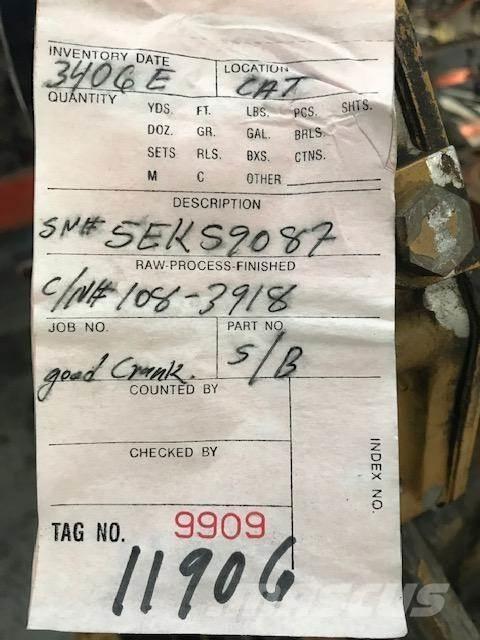 INVENTORY DATE
3406E
LOCATION
CAT
QUANTITY
YDS. FT. LBS. PCS. SHTS.
DOZ. GR. GAL. BRLS.
SETS RLS. BXS. CTNS.
M C OTHER
DESCRIPTION
SN# 5EKS9087
RAW-PROCESS-FINISHED
C/N# 108-3918
JOB NO.
good Crank.
PART NO.
S/B
COUNTED BY
CHECKED BY
INDEX NO.
TAG NO. 9909
11906
MASCUS